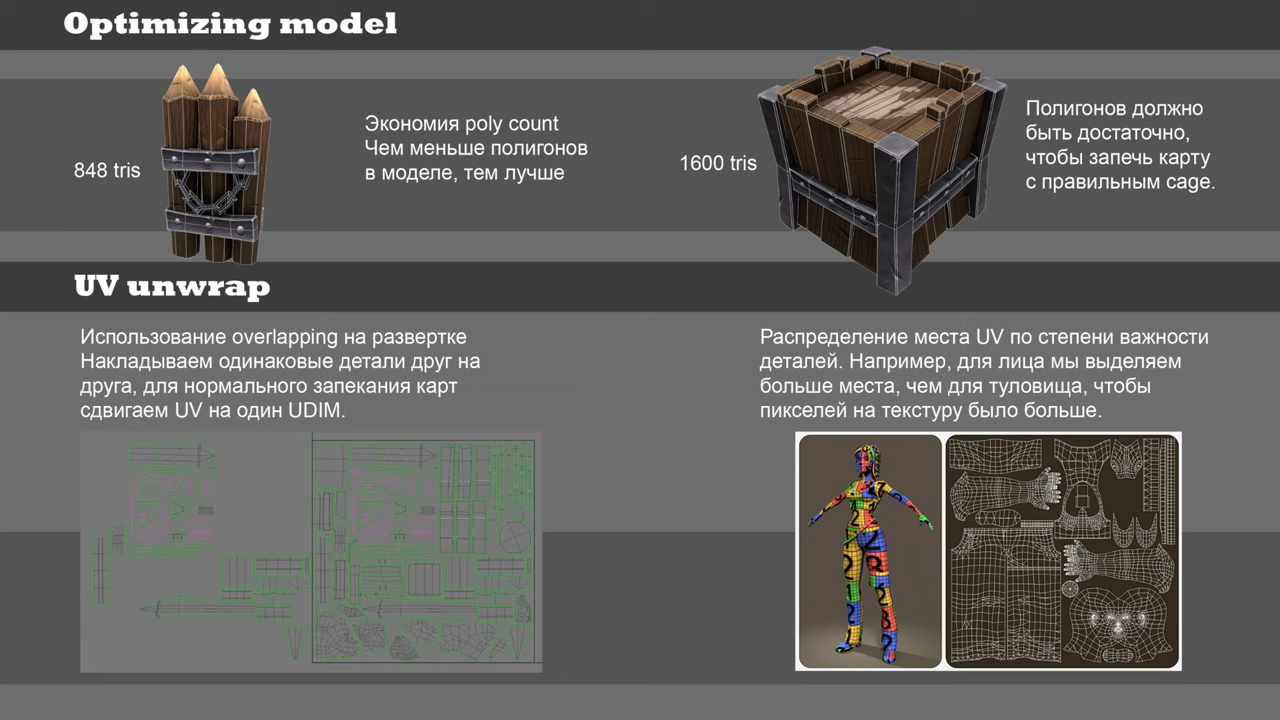 Optimizing model
848 tris
Экономия poly count
Чем меньше полигонов
в моделе, тем лучше
1600 tris
Полигонов должно
быть достаточно,
чтобы запечь карту
с правильным cage.
UV unwrap
Использование overlapping на развертке
Накладываем одинаковые детали друг на
друга, для нормального запекания карт
сдвигаем UV на один UDIM.
Распределение места UV по степени важности
деталей. Например, для лица мы выделяем
больше места, чем для туловища, чтобы
пикселей на текстуру было больше.